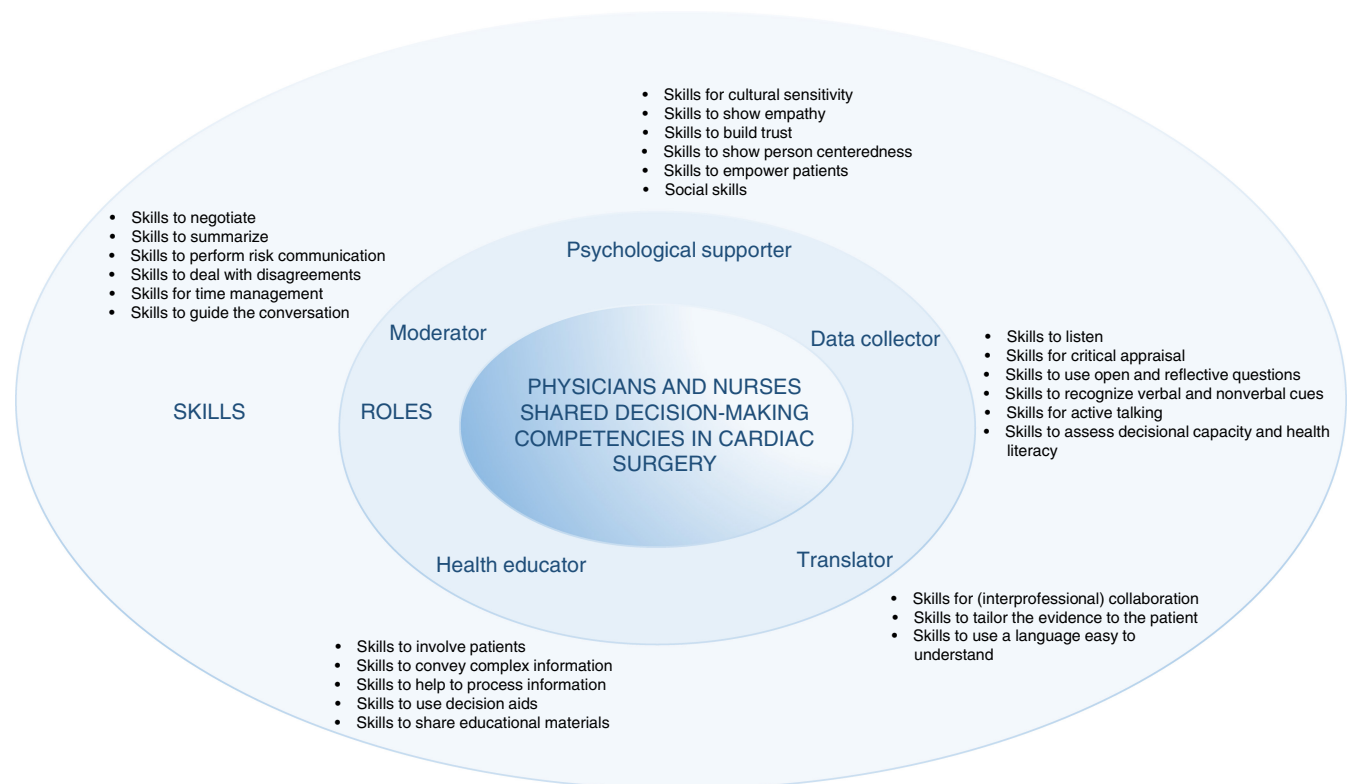 • Skills for cultural sensitivity
• Skills to show empathy
• Skills to build trust
• Skills to show person centeredness
• Skills to empower patients
• Social skills
• Skills to negotiate
• Skills to summarize
• Skills to perform risk communication
• Skills to deal with disagreements
• Skills for time management
• Skills to guide the conversation
Psychological supporter
Moderator
Data collector
• Skills to listen
• Skills for critical appraisal
• Skills to use open and reflective questions
• Skills to recognize verbal and nonverbal cues
• Skills for active talking
• Skills to assess decisional capacity and health
literacy
SKILLS
ROLES
PHYSICIANS AND NURSES
SHARED DECISION-MAKING
COMPETENCIES IN CARDIAC
SURGERY
Health educator
Translator
• Skills for (interprofessional) collaboration
• Skills to tailor the evidence to the patient
• Skills to use a language easy to
understand
• Skills to involve patients
• Skills to convey complex information
• Skills to help to process information
• Skills to use decision aids
• Skills to share educational materials